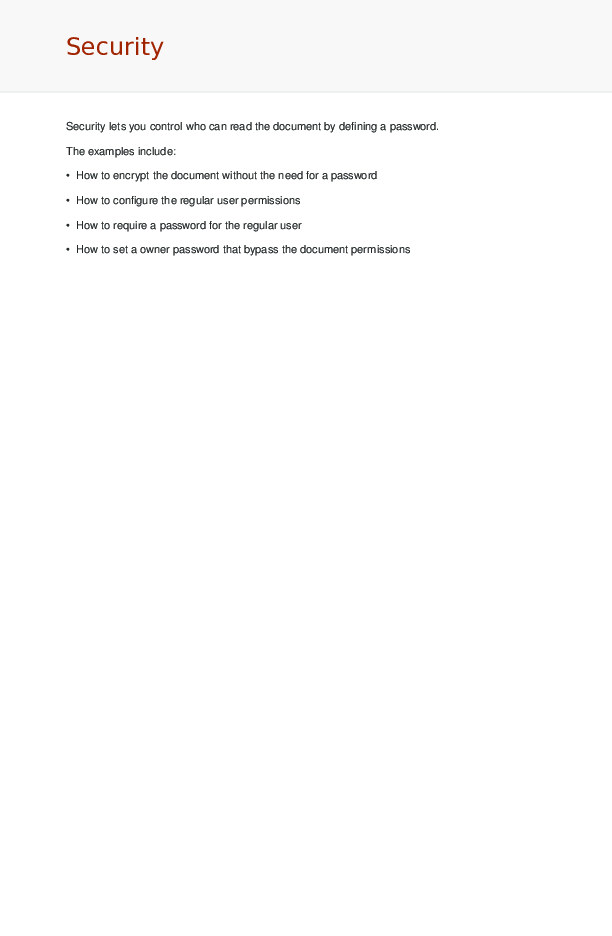 Security
Security lets you control who can read the document by defining a password.
The examples include:
• How to encrypt the document without the need for a password
• How to configure the regular user permissions
• How to require a password for the regular user
• How to set a owner password that bypass the document permissions